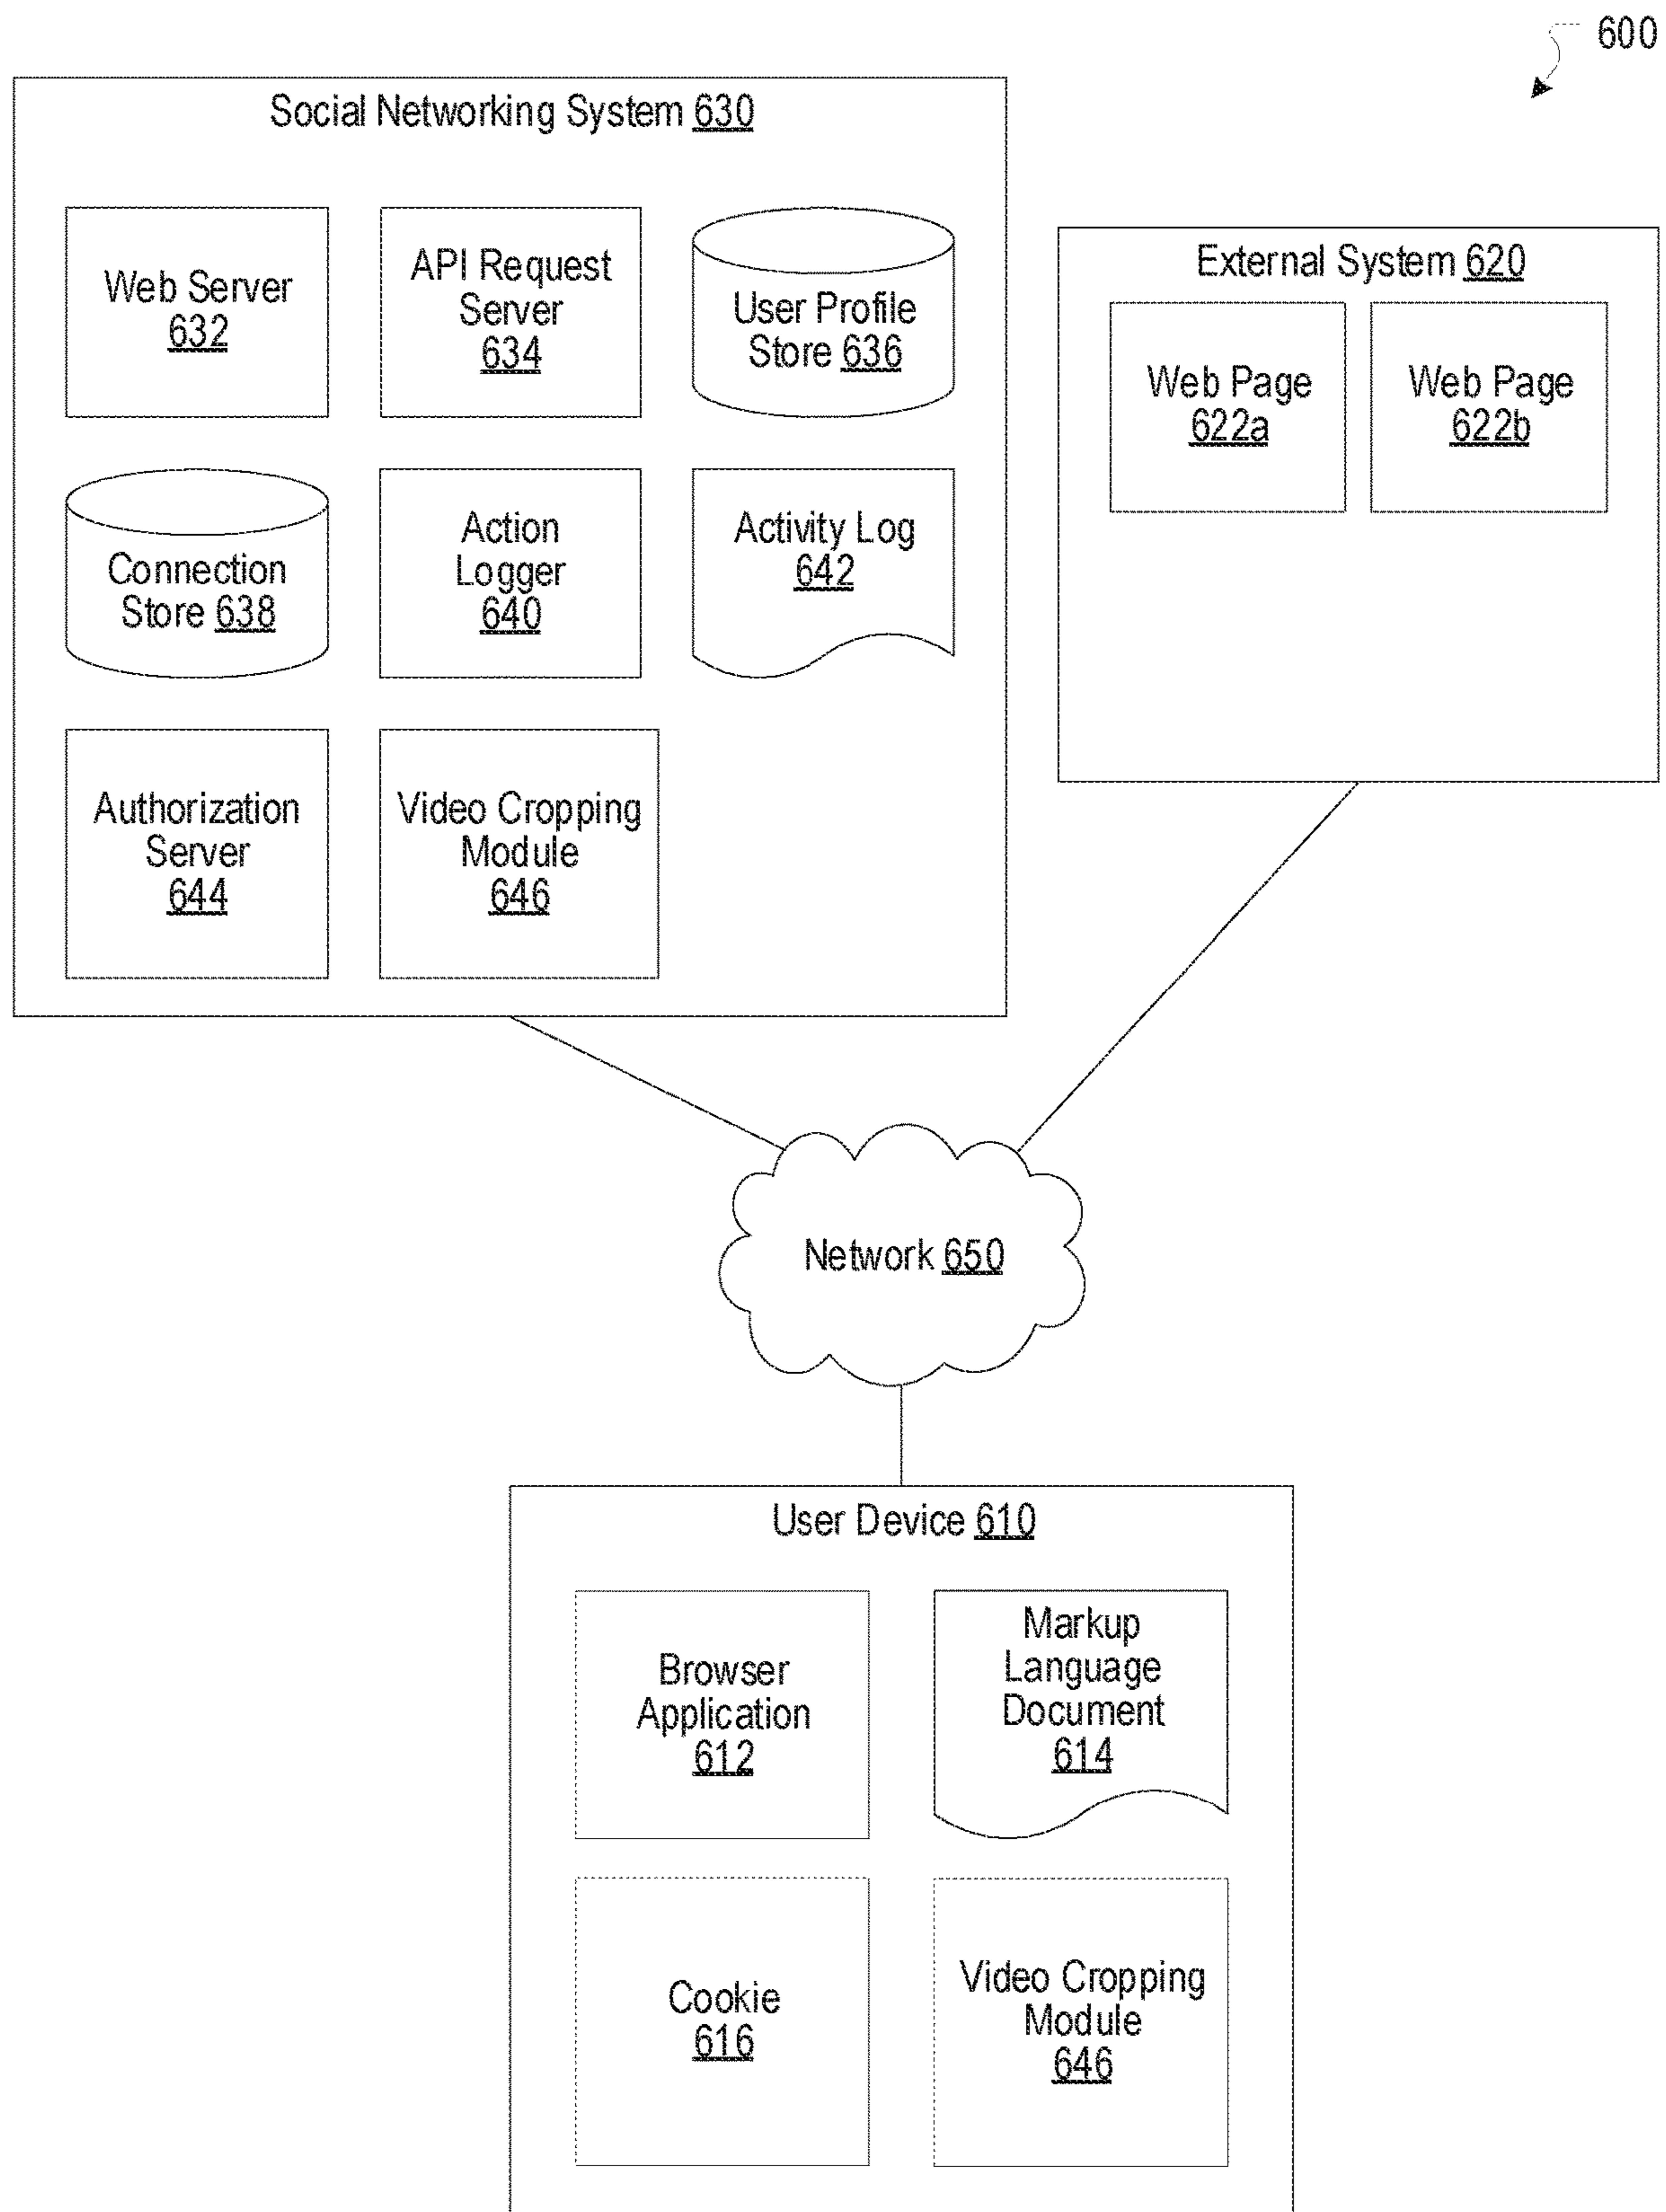 600
Social Networking System 630
Web Server
632
API Request
Server
634
User Profile
Store 636
Connection
Store 638
Action
Logger
640
Activity Log
642
Authorization
Server
644
Video Cropping
Module
646
External System 620
Web Page
622a
Web Page
622b
Network 650
User Device 610
Browser
Application
612
Markup
Language
Document
614
Cookie
616
Video Cropping
Module
646